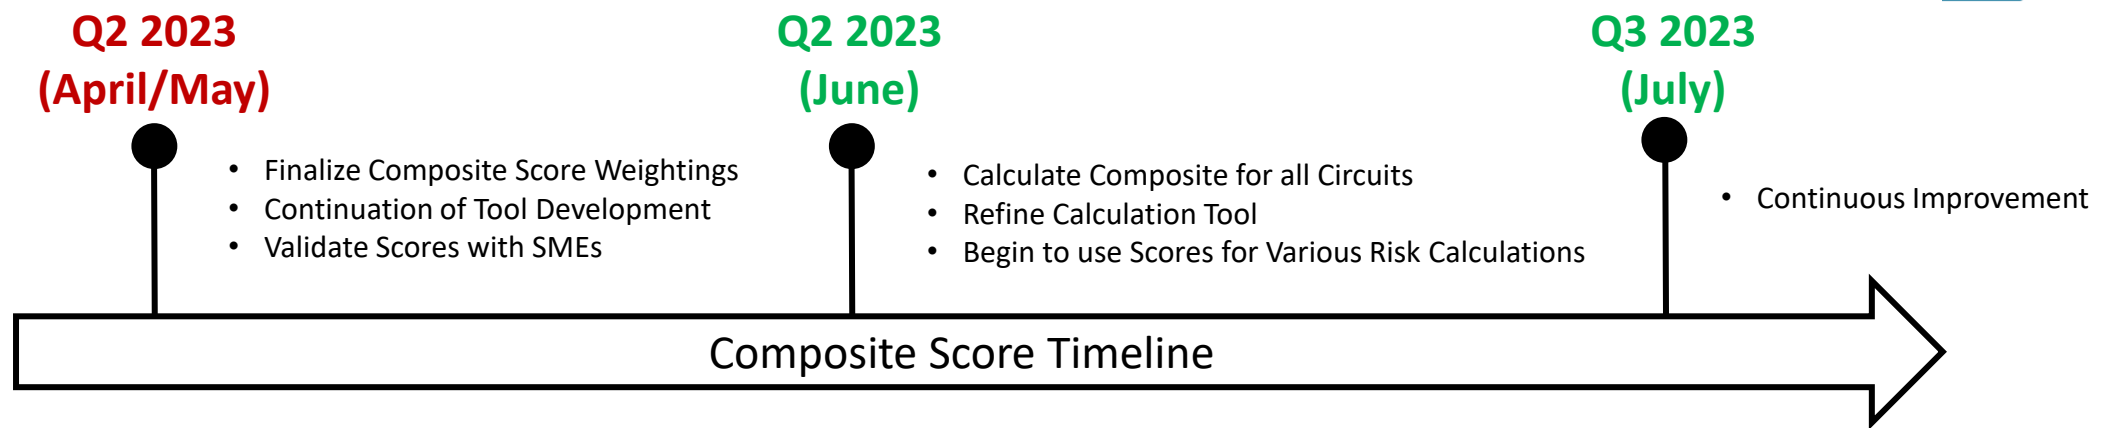 Q2 2023
(April/May)
• Finalize Composite Score Weightings
• Continuation of Tool Development
• Validate Scores with SMEs
Q2 2023
(June)
• Calculate Composite for all Circuits
• Refine Calculation Tool
• Begin to use Scores for Various Risk Calculations
Q3 2023
(July)
• Continuous Improvement
Composite Score Timeline